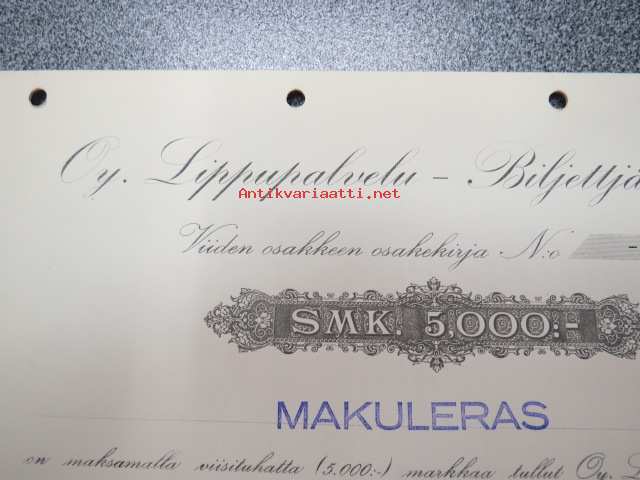 Oy. Lippupalvelu – Biljettjä
Antikvariaatti.net
Viiden osakkeen osakekirja N:o -
SMK. 5,000:-
MAKULERAS
on maksamalla viisituhatta (5.000:-) markkaa tullut Oy. L